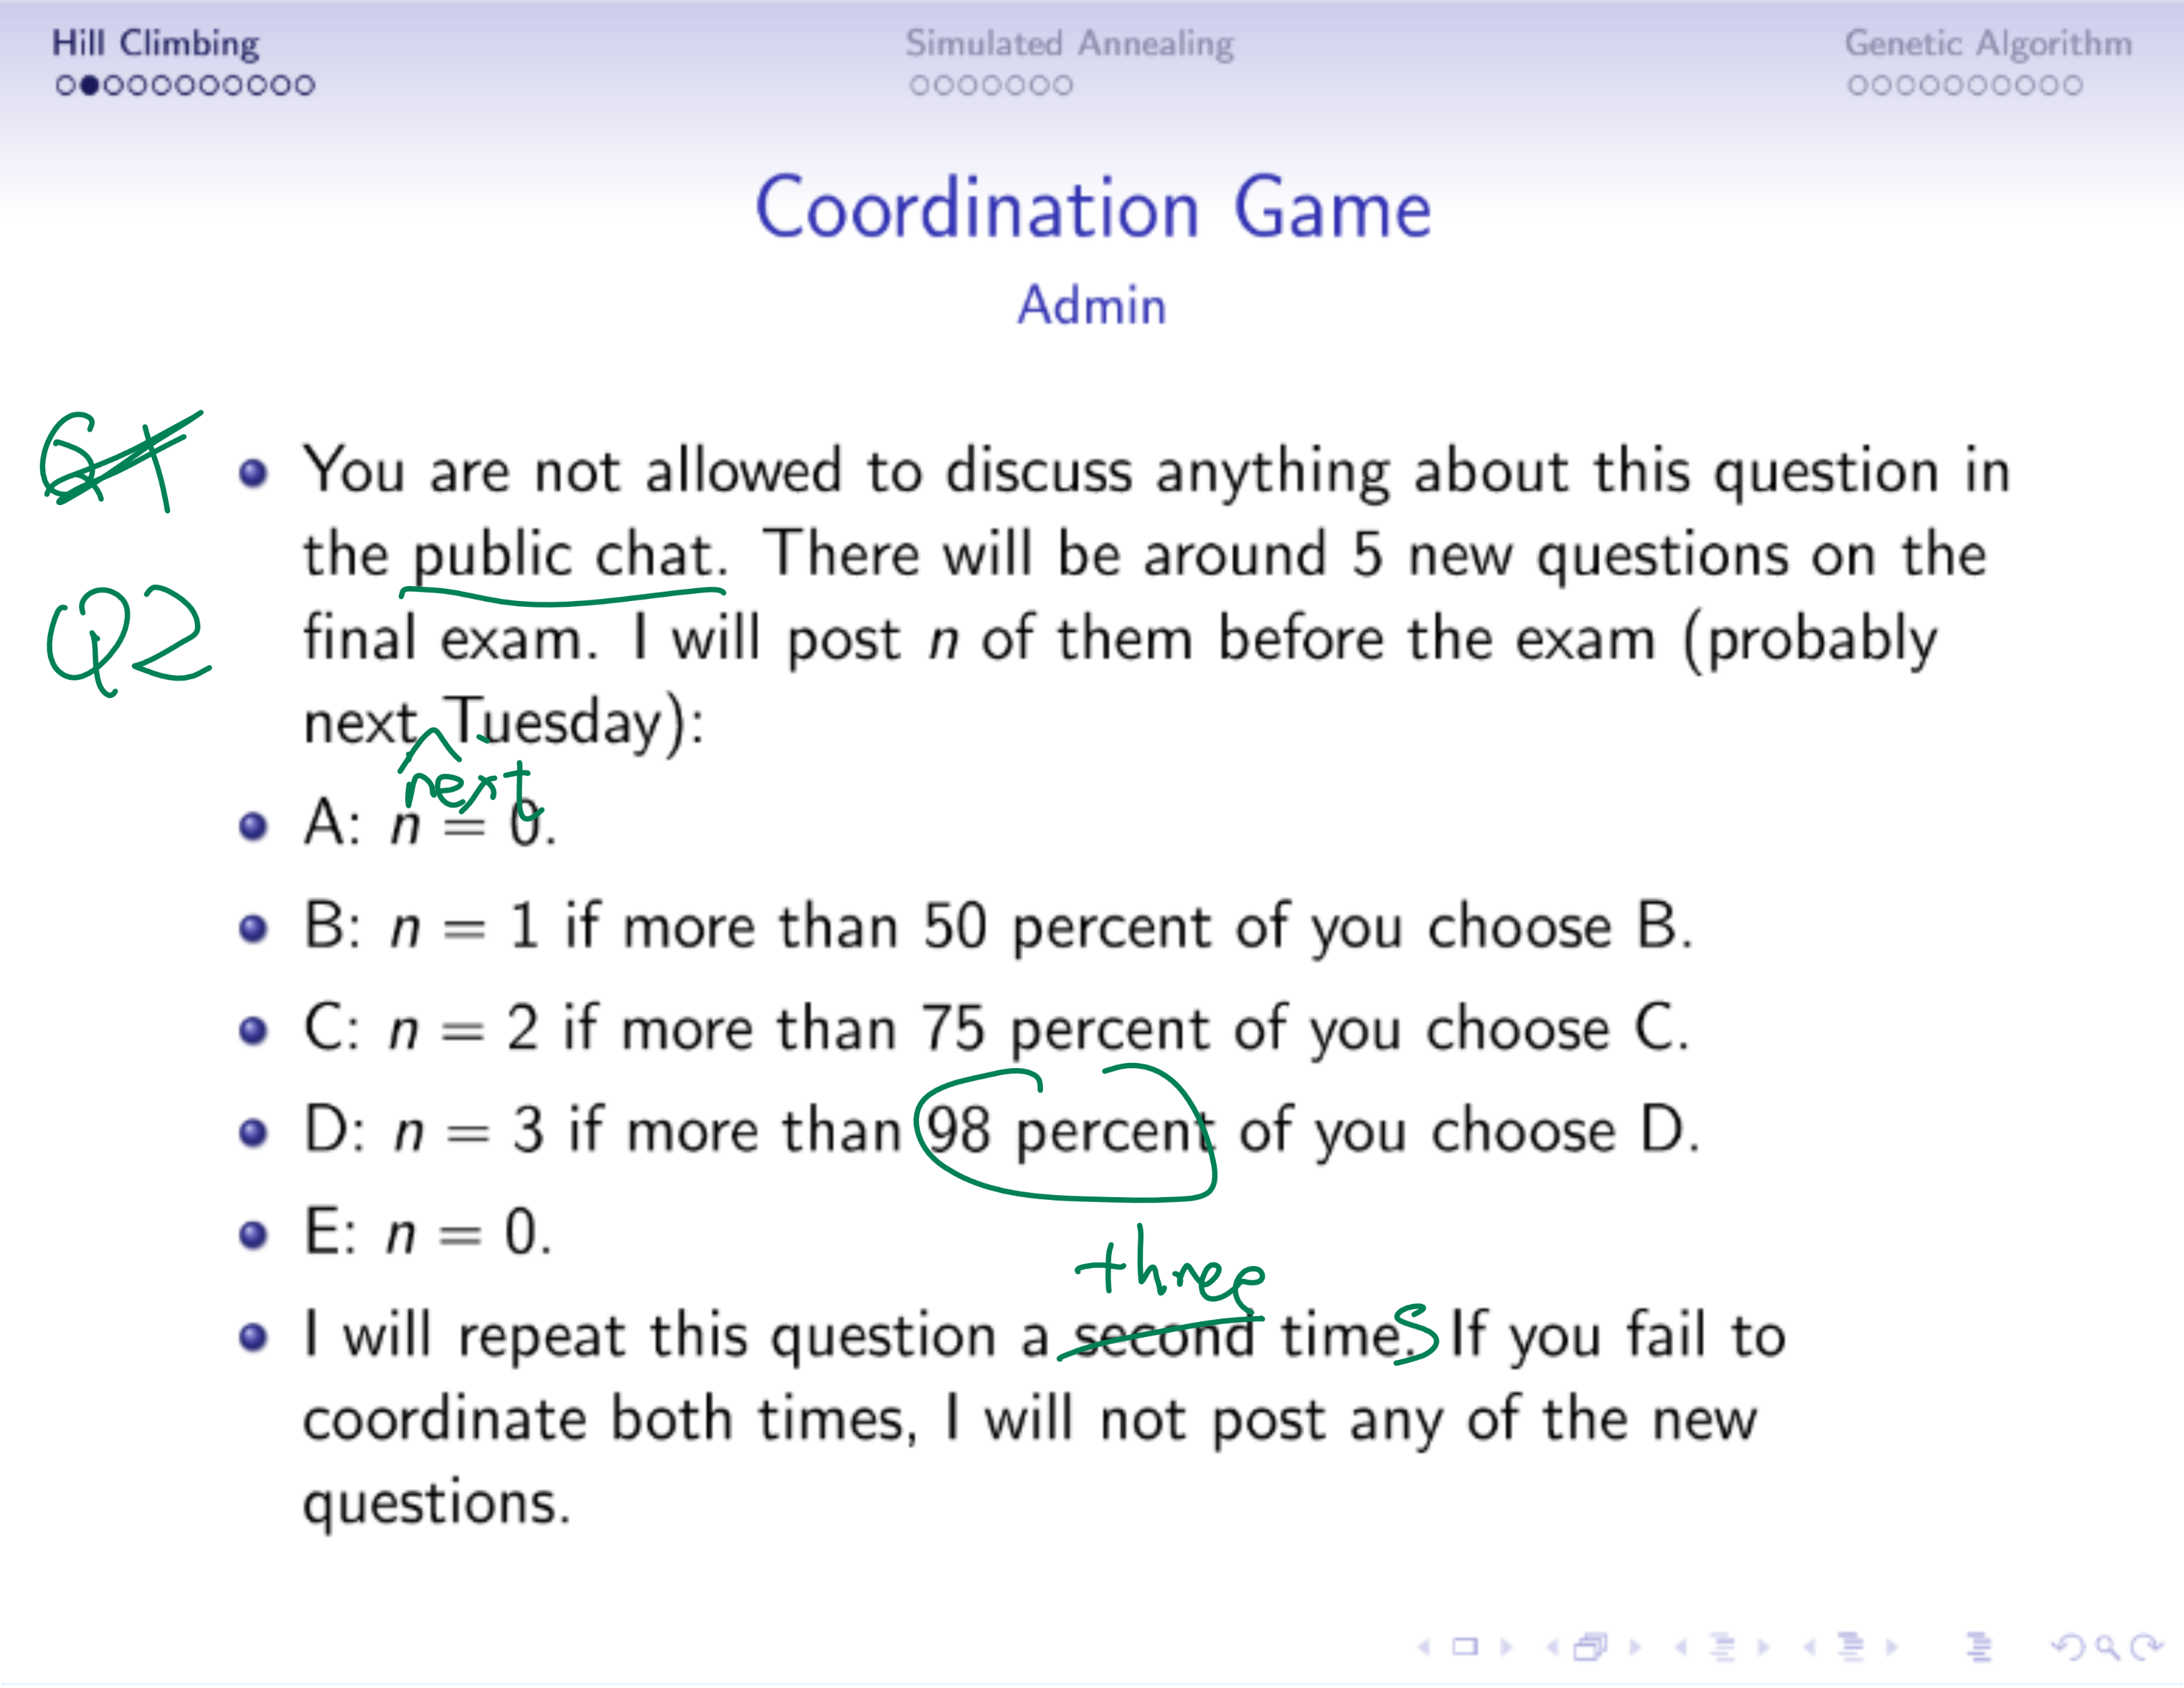 Hill Climbing
Simulated Annealing
Genetic Algorithm
Coordination Game
Admin
Q1
You are not allowed to discuss anything about this question in
the public chat. There will be around 5 new questions on the
Q2
final exam. I will post n of them before the exam (probably
next Tuesday):
next
A: n = 0.
B: n = 1 if more than 50 percent of you choose B.
C: n = 2 if more than 75 percent of you choose C.
D: n = 3 if more than 98 percent of you choose D.
E: n = 0.
three
I will repeat this question a second time.s If you fail to
coordinate both times, I will not post any of the new
questions.